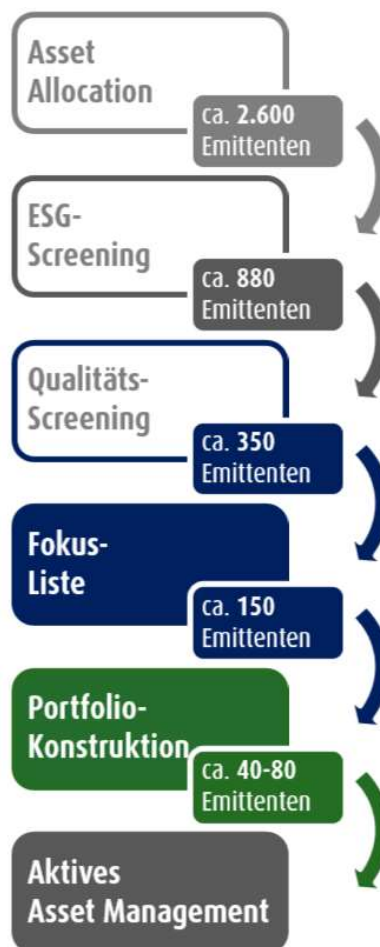 Asset
Allocation
ca. 2.600
Emittenten
ESG-
Screening
ca. 880
Emittenten
Qualitäts-
Screening
ca. 350
Emittenten
Fokus-
Liste
ca. 150
Emittenten
Portfolio-
Konstruktion
ca. 40-80
Emittenten
Aktives
Asset Management